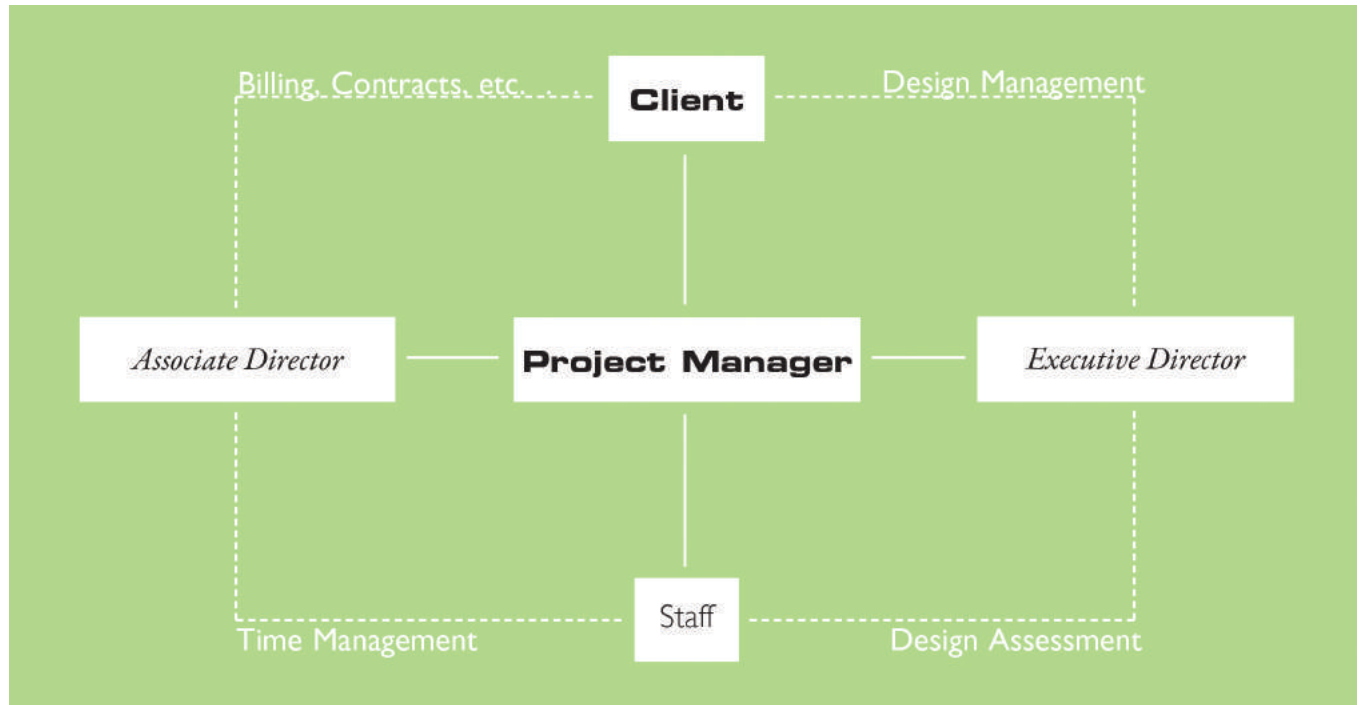 Billing, Contracts, etc. . .
Client
Design Management
Associate Director
Project Manager
Executive Director
Staff
Time Management
Design Assessment